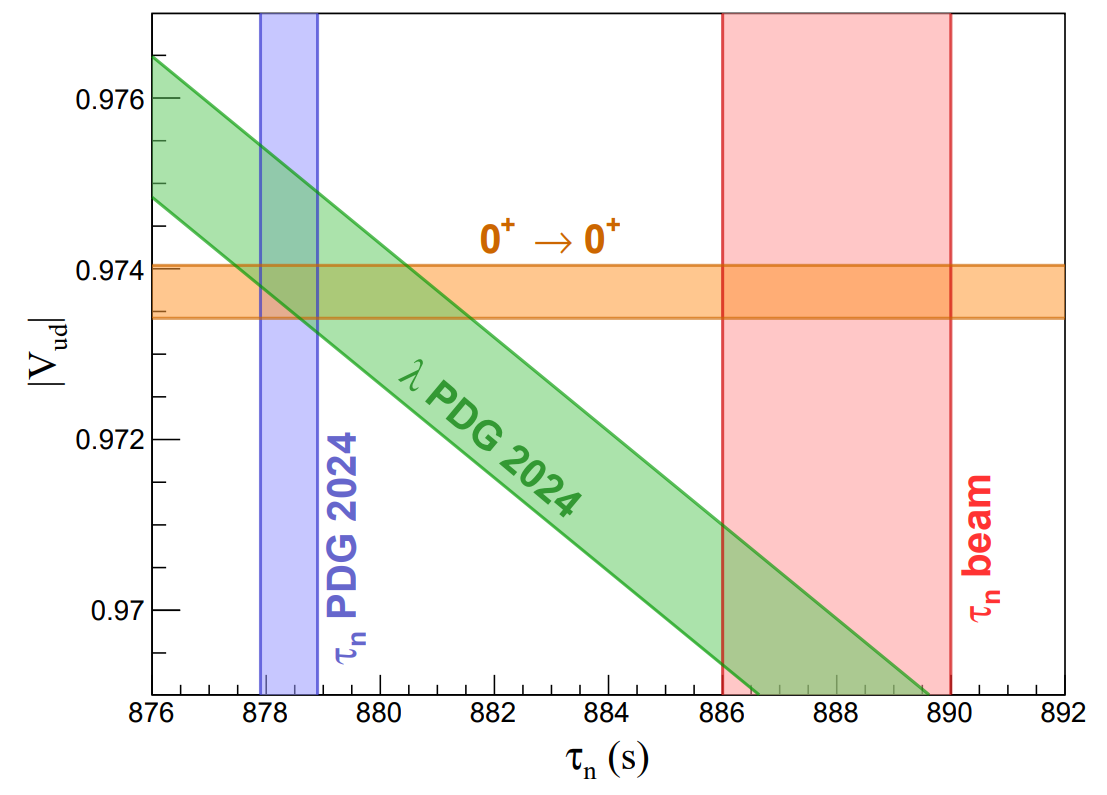 0.976
0.974
0.972
0.97
|V_ud|
0⁺ → 0⁺
λ PDG 2024
τ_n PDG 2024
τ_n beam
876 878 880 882 884 886 888 890 892
τ_n (s)